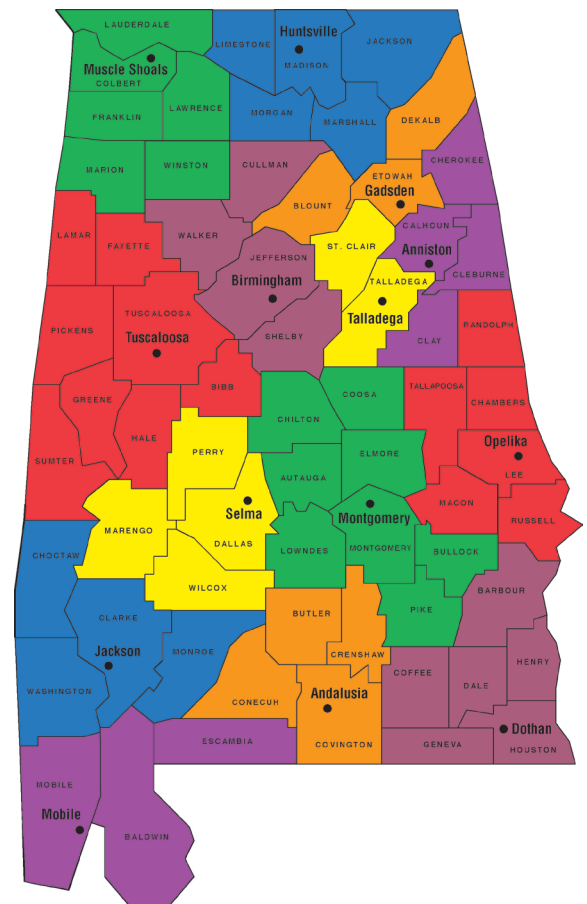 LAUDERDALE
LIMESTONE
Huntsville
MADISON
JACKSON
Muscle Shoals
COLBERT
FRANKLIN
LAWRENCE
MORGAN
MARSHALL
DEKALB
CHEROKEE
MARION
WINSTON
CULLMAN
BLOUNT
ETOWAH
Gadsden
LAMAR
FAYETTE
WALKER
JEFFERSON
Birmingham
ST. CLAIR
CALHOUN
Anniston
CLEBURNE
TALLADEGA
Talladega
PICKENS
TUSCALOOSA
Tuscaloosa
SHELBY
CLAY
RANDOLPH
GREENE
HALE
BIBB
CHILTON
COOSA
TALLAPOOSA
CHAMBERS
SUMTER
PERRY
AUTAUGA
ELMORE
Opelika
LEE
MARENGO
Selma
DALLAS
LOWNDES
Montgomery
MONTGOMERY
MACON
RUSSELL
BULLOCK
CHOCTAW
WILCOX
BUTLER
PIKE
BARBOUR
CLARKE
Jackson
MONROE
CRENSHAW
COFFEE
DALE
HENRY
WASHINGTON
CONECUH
Andalusia
COVINGTON
ESCAMBIA
GENEVA
Dothan
HOUSTON
MOBILE
Mobile
BALDWIN